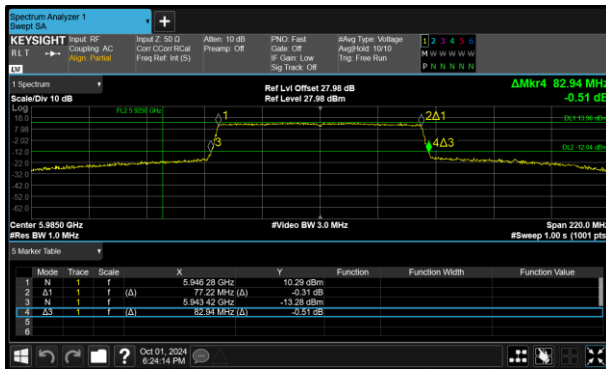 Spectrum Analyzer 1
Swept SA
+
KEYSIGHT Input: RF Input Z: 50 Ω Atten: 10 dB PNO: Fast #Avg Type: Voltage 1 2 3 4 5 6
RLT Coupling: AC Corr CCorr RCal Preamp: Off Gate: Off Avg|Hold: 10/10 M W W W W W
Align: Partial Freq Ref: Int (S) IF Gain: Low Trig: Free Run
Sig Track: Off P N N N N N
LXI
1 Spectrum
Ref Lvl Offset 27.98 dB ΔMkr4 82.94 MHz
Scale/Div 10 dB Ref Level 27.98 dBm -0.51 dB
Log
18.0 FL2 5.9250 GHz 1 2Δ1 DL1 13.96 dBm
7.98
-2.02 3 4Δ3 DL2 -12.04 dBm
-12.0
-22.0
-32.0
-42.0
-52.0
-62.0
Center 5.9850 GHz #Video BW 3.0 MHz Span 220.0 MHz
#Res BW 1.0 MHz #Sweep 1.00 s (1001 pts)
5 Marker Table
Mode Trace Scale X Y Function Function Width Function Value
1 N 1 f 5.946 28 GHz 10.29 dBm
2 Δ1 1 f (Δ) 77.22 MHz (Δ) -0.31 dB
3 N 1 f 5.943 42 GHz -13.28 dBm
4 Δ3 1 f (Δ) 82.94 MHz (Δ) -0.51 dB
5
6
? Oct 01, 2024
6:24:14 PM